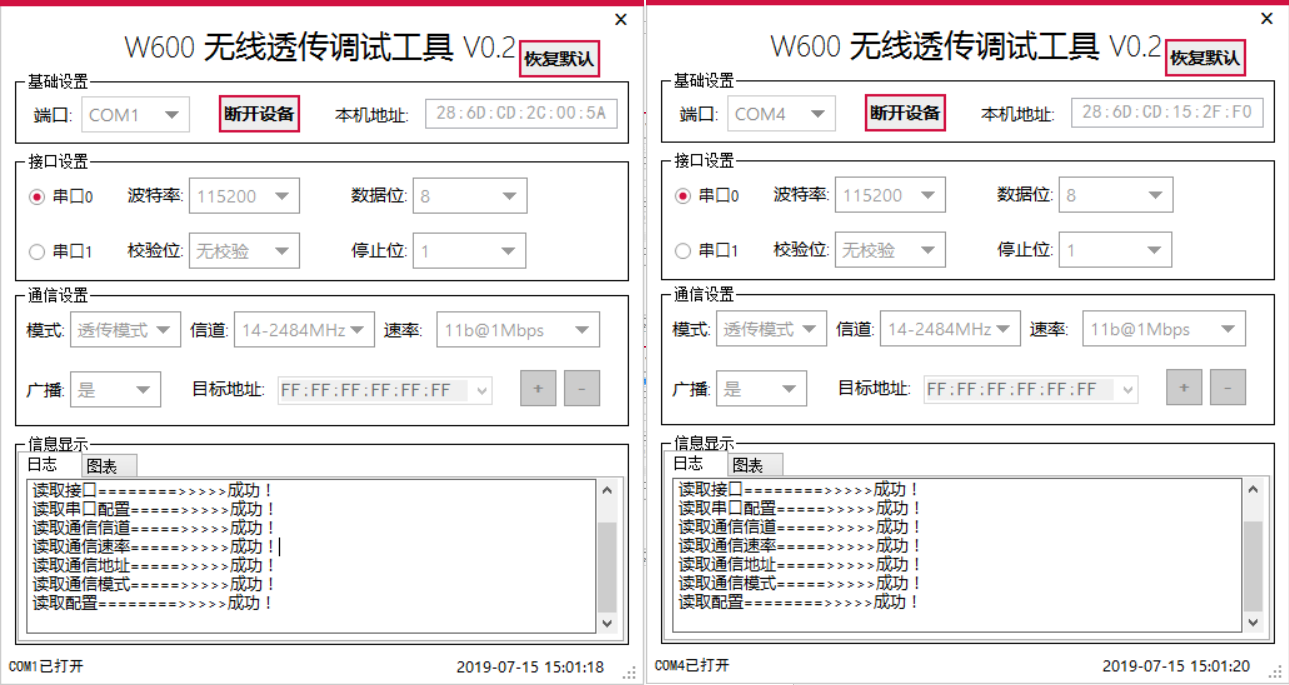 W600 无线透传调试工具 V0.2
恢复默认
基础设置
端口: COM1 断开设备 本机地址: 28:6D:CD:2C:00:5A
接口设置
串口0 波特率: 115200 数据位: 8
串口1 校验位: 无校验 停止位: 1
通信设置
模式: 透传模式 信道: 14-2484MHz 速率: 11b@1Mbps
广播: 是 目标地址: FF:FF:FF:FF:FF:FF + -
信息显示
日志 图表
读取接口========>>>>>成功！
读取串口配置=====>>>>>成功！
读取通信信道=====>>>>>成功！
读取通信速率=====>>>>>成功！
读取通信地址=====>>>>>成功！
读取通信模式=====>>>>>成功！
读取配置========>>>>>成功！
COM1已打开 2019-07-15 15:01:18
W600 无线透传调试工具 V0.2
恢复默认
基础设置
端口: COM4 断开设备 本机地址: 28:6D:CD:15:2F:F0
接口设置
串口0 波特率: 115200 数据位: 8
串口1 校验位: 无校验 停止位: 1
通信设置
模式: 透传模式 信道: 14-2484MHz 速率: 11b@1Mbps
广播: 是 目标地址: FF:FF:FF:FF:FF:FF + -
信息显示
日志 图表
读取接口========>>>>>成功！
读取串口配置=====>>>>>成功！
读取通信信道=====>>>>>成功！
读取通信速率=====>>>>>成功！
读取通信地址=====>>>>>成功！
读取通信模式=====>>>>>成功！
读取配置========>>>>>成功！
COM4已打开 2019-07-15 15:01:20